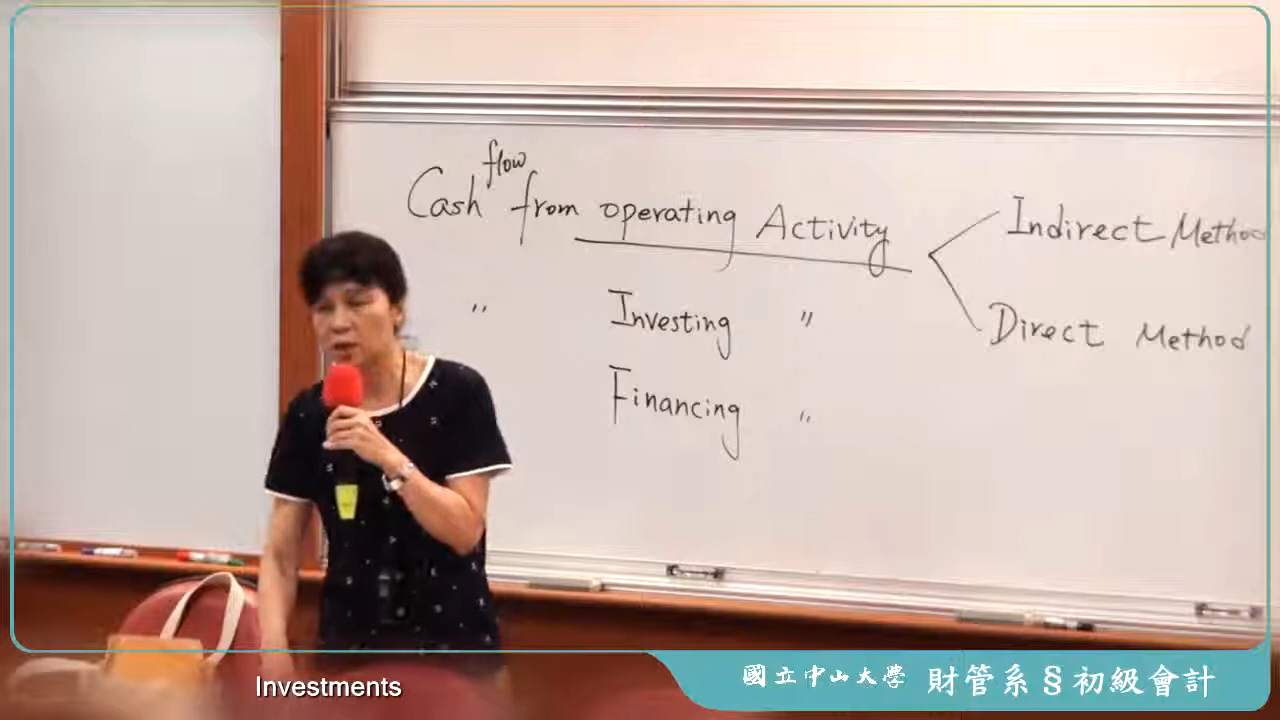 Cash flow from operating Activity
Indirect Method
" Investing "
Direct Method
Financing "
Investments
國立中山大學 財管系§初級會計